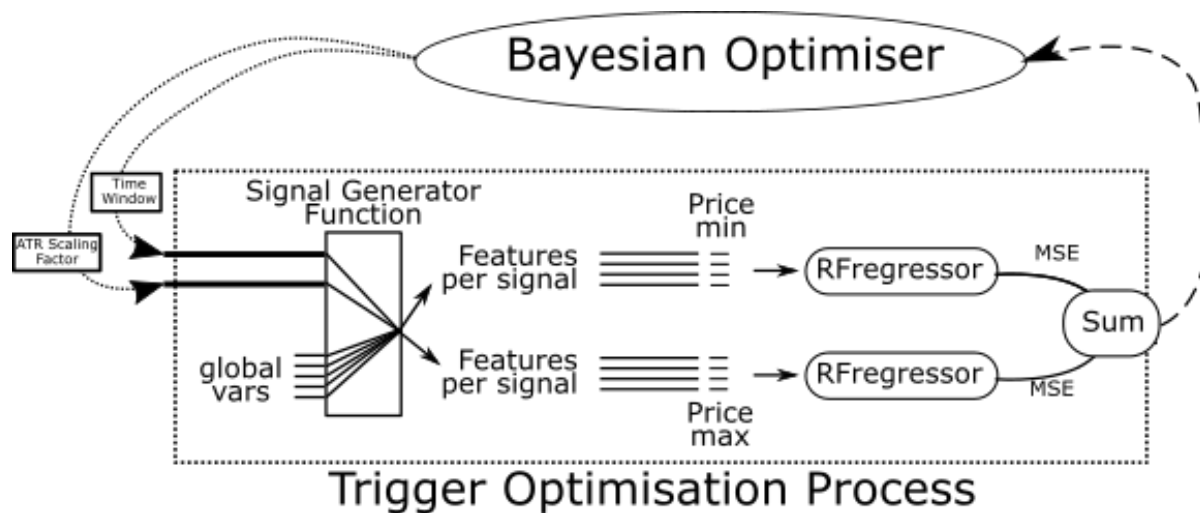 Bayesian Optimiser
Time
Window
ATR Scaling
Factor
Signal Generator
Function
global
vars
Features
per signal
Price
min
RFregressor
MSE
Sum
Features
per signal
Price
max
RFregressor
MSE
Trigger Optimisation Process